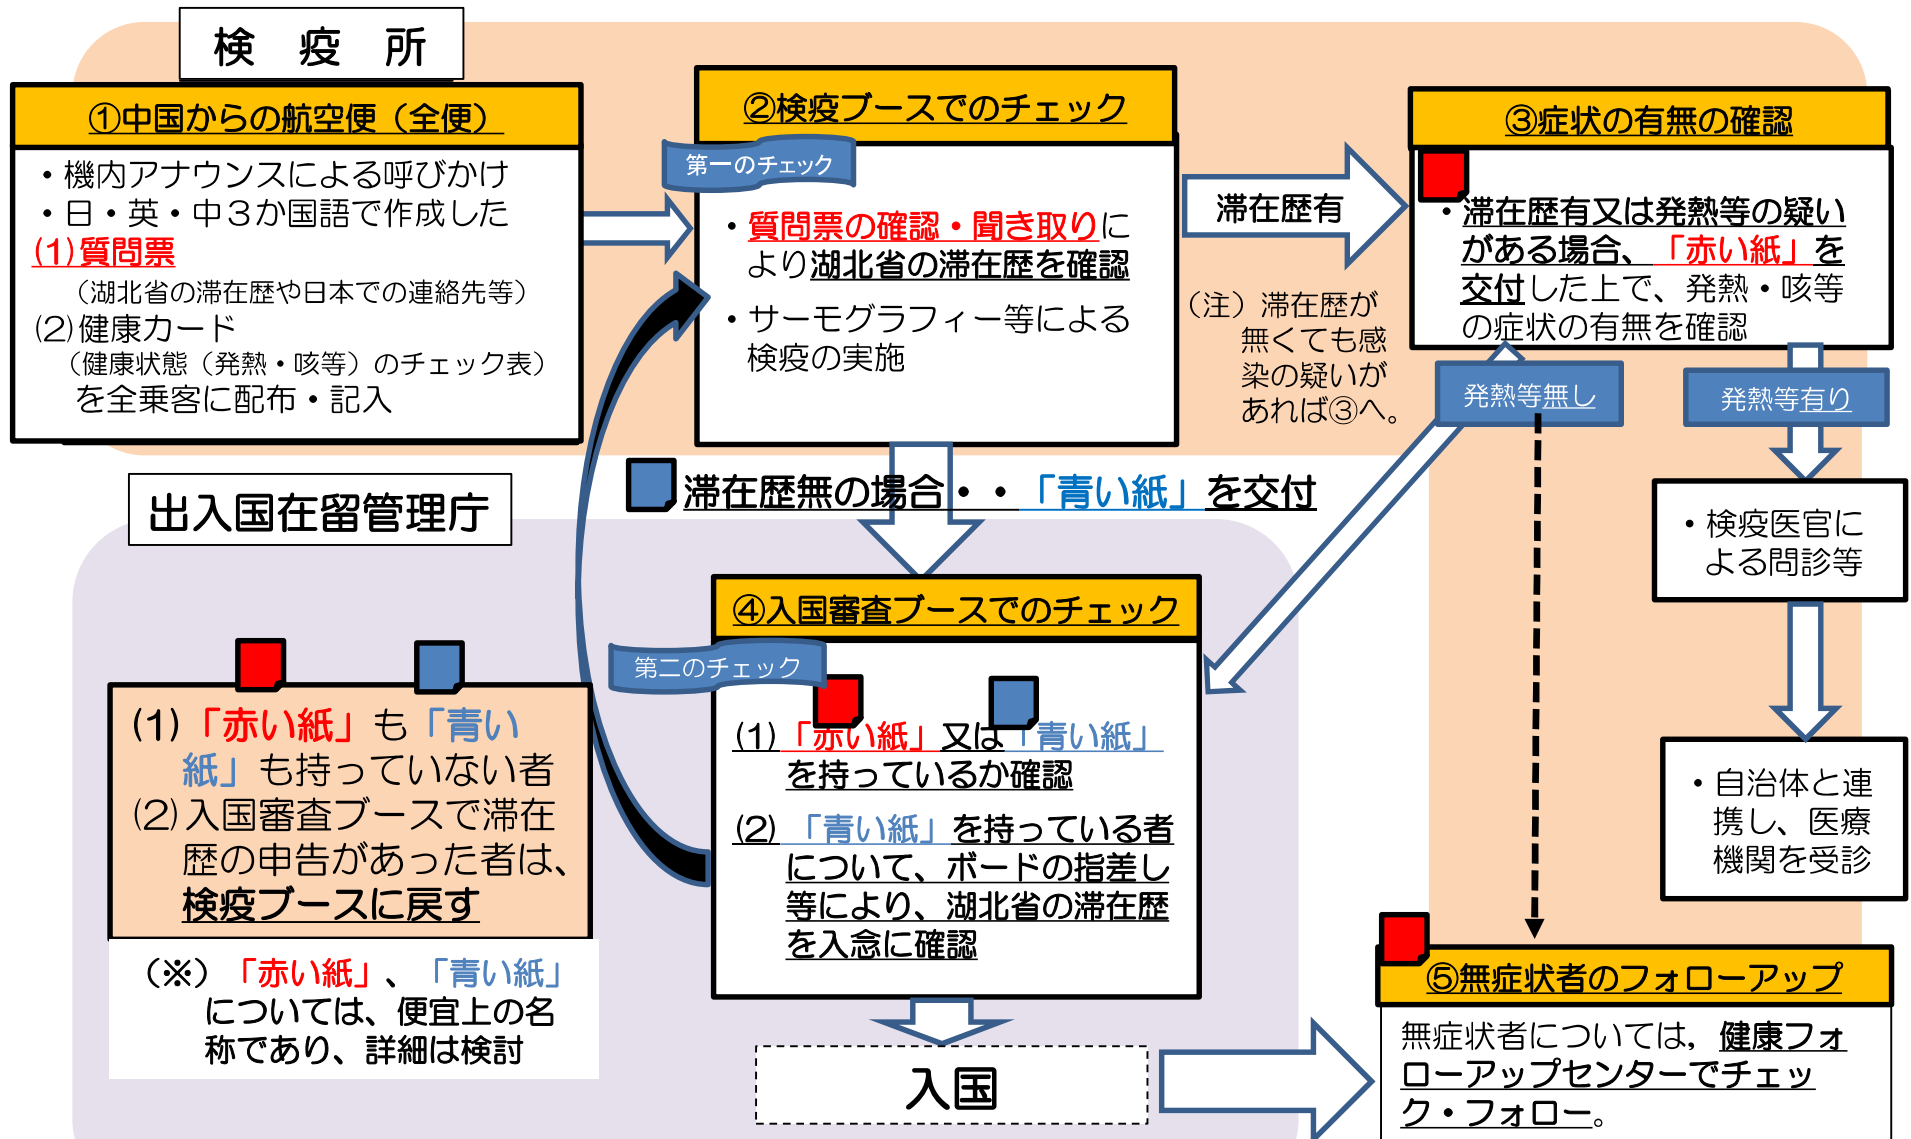 検 疫 所
①中国からの航空便（全便）
・機内アナウンスによる呼びかけ
・日・英・中３か国語で作成した
(1)質問票
（湖北省の滞在歴や日本での連絡先等）
(2)健康カード
（健康状態（発熱・咳等）のチェック表）
を全乗客に配布・記入
②検疫ブースでのチェック
第一のチェック
・質問票の確認・聞き取りに
より湖北省の滞在歴を確認
・サーモグラフィー等による
検疫の実施
滞在歴有
（注）滞在歴が
無くても感
染の疑いが
あれば③へ。
③症状の有無の確認
・滞在歴有又は発熱等の疑い
がある場合、「赤い紙」を
交付した上で、発熱・咳等
の症状の有無を確認
発熱等無し
発熱等有り
・検疫医官に
よる問診等
・自治体と連
携し、医療
機関を受診
滞在歴無の場合・・「青い紙」を交付
出入国在留管理庁
④入国審査ブースでのチェック
第二のチェック
(1)「赤い紙」又は「青い紙」
を持っているか確認
(2)「青い紙」を持っている者
について、ボードの指差し
等により、湖北省の滞在歴
を入念に確認
(1)「赤い紙」も「青い
紙」も持っていない者
(2)入国審査ブースで滞在
歴の申告があった者は、
検疫ブースに戻す
（※）「赤い紙」、「青い紙」
については、便宜上の名
称であり、詳細は検討
入国
⑤無症状者のフォローアップ
無症状者については，健康フォ
ローアップセンターでチェッ
ク・フォロー。